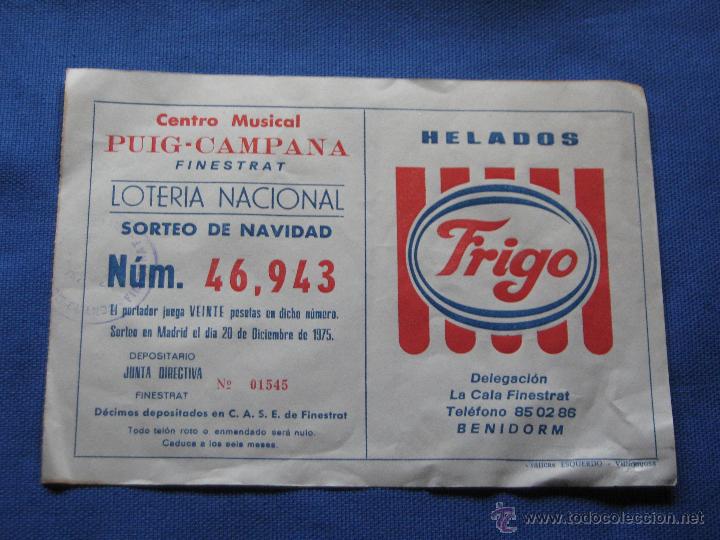 Centro Musical
PUIG-CAMPANA
FINESTRAT
LOTERIA NACIONAL
SORTEO DE NAVIDAD
Núm. 46,943
El portador juega VEINTE pesetas en dicho número.
Sorteo en Madrid el día 20 de Diciembre de 1975.
DEPOSITARIO
JUNTA DIRECTIVA
FINESTRAT
Nº 01545
Décimos depositados en C. A. S. E. de Finestrat
Todo talón roto o enmendado será nulo.
Caduca a los seis meses.
HELADOS
Frigo
Delegación
La Cala Finestrat
Teléfono 85 02 86
BENIDORM
Gráficas ESQUERDO - Villajoyosa
www.todocoleccion.net